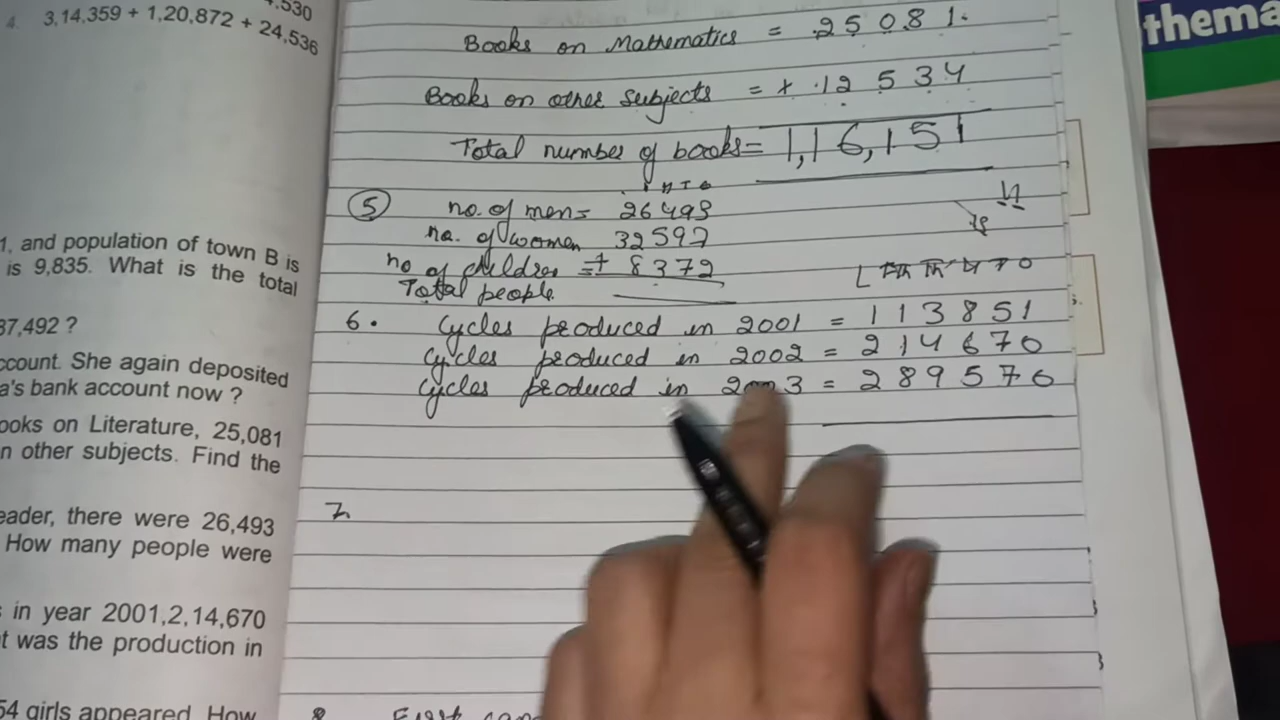 4. 3,14,359 + 1,20,872 + 24,536
.530
thema
1, and population of town B is
is 9,835. What is the total
37,492 ?
ccount. She again deposited
a's bank account now ?
ooks on Literature, 25,081
n other subjects. Find the
eader, there were 26,493
How many people were
s in year 2001,2,14,670
t was the production in
54 girls appeared. How
Books on Mathematics = 25081.
Books on other subjects = + 12534
Total number of books= 1,16,151
H T O
5 no. of men= 26493
no. of women 32597
no of children =+ 8372
Total people
L T O
6. Cycles produced in 2001 = 113851
Cycles produced in 2002 = 214670
Cycles produced in 2003 = 289576
7
8